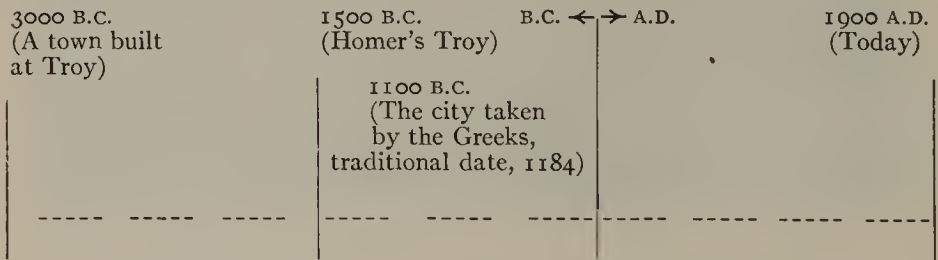 3000 B.C.
(A town built
at Troy)
1500 B.C.
(Homer's Troy)
1100 B.C.
(The city taken
by the Greeks,
traditional date, 1184)
B.C. ←|→ A.D.
1900 A.D.
(Today)